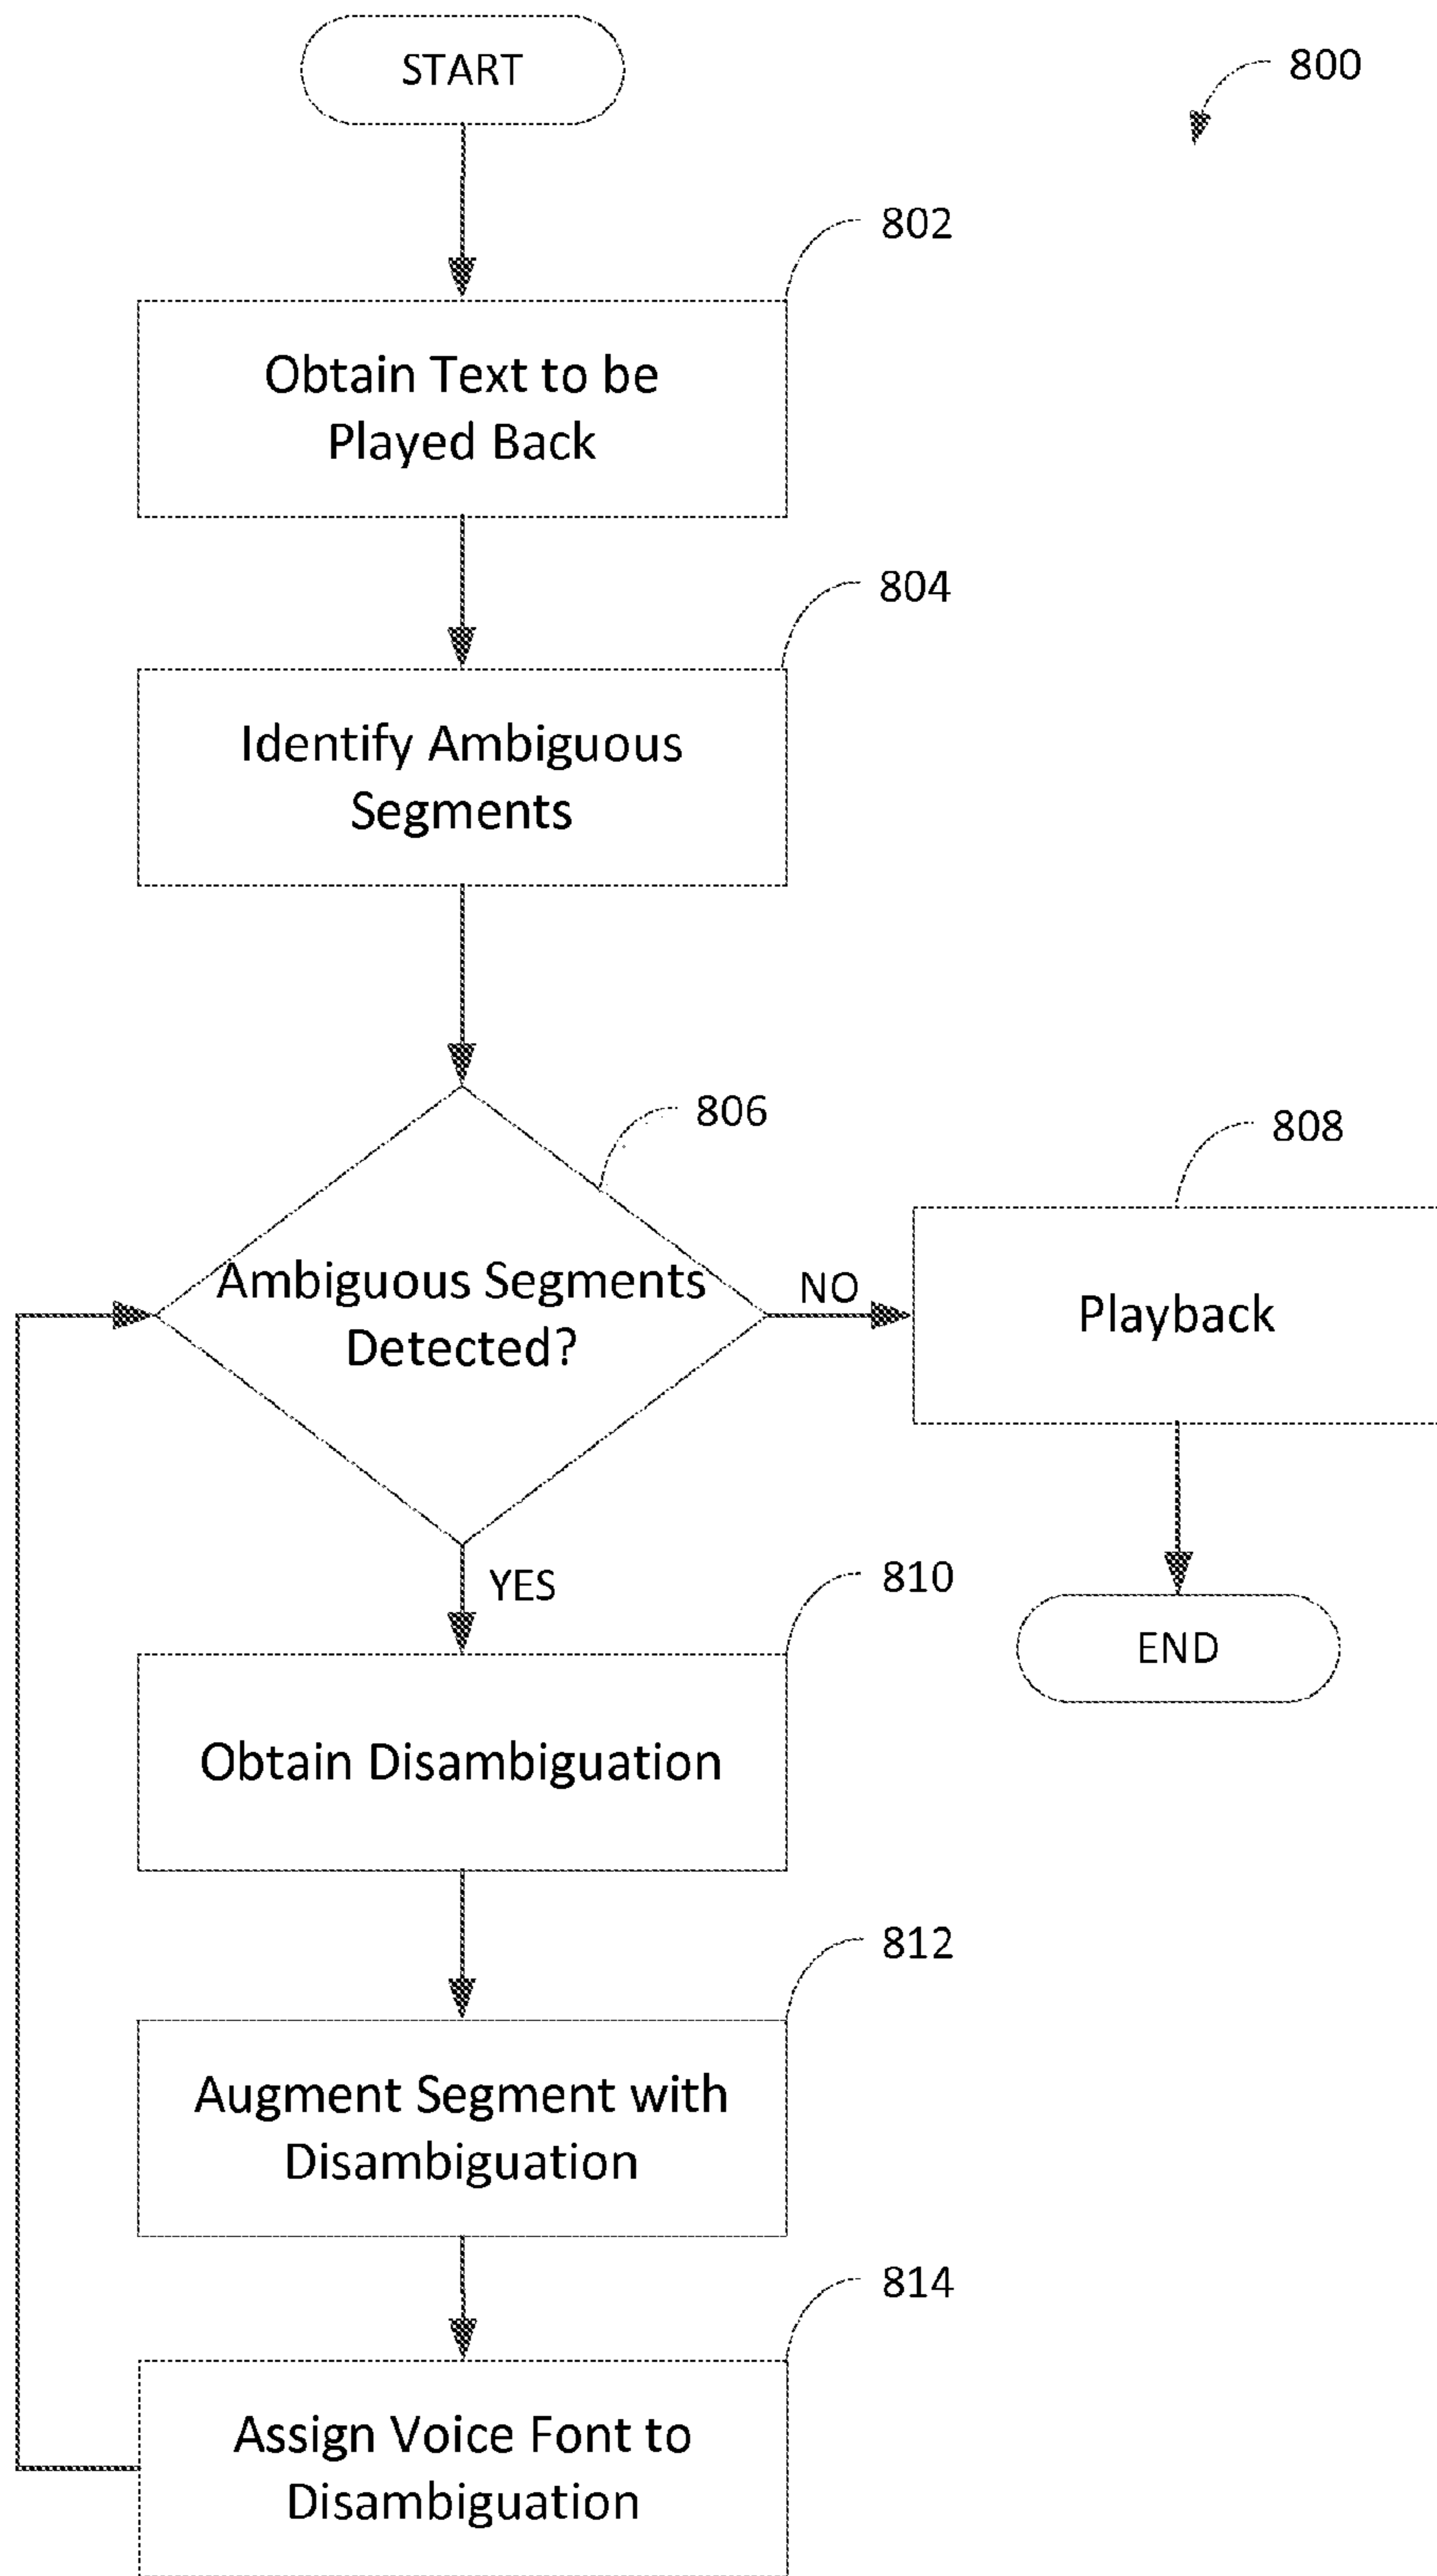 START
800
802
Obtain Text to be
Played Back
804
Identify Ambiguous
Segments
806
808
Ambiguous Segments
Detected?
NO
Playback
YES
810
END
Obtain Disambiguation
812
Augment Segment with
Disambiguation
814
Assign Voice Font to
Disambiguation